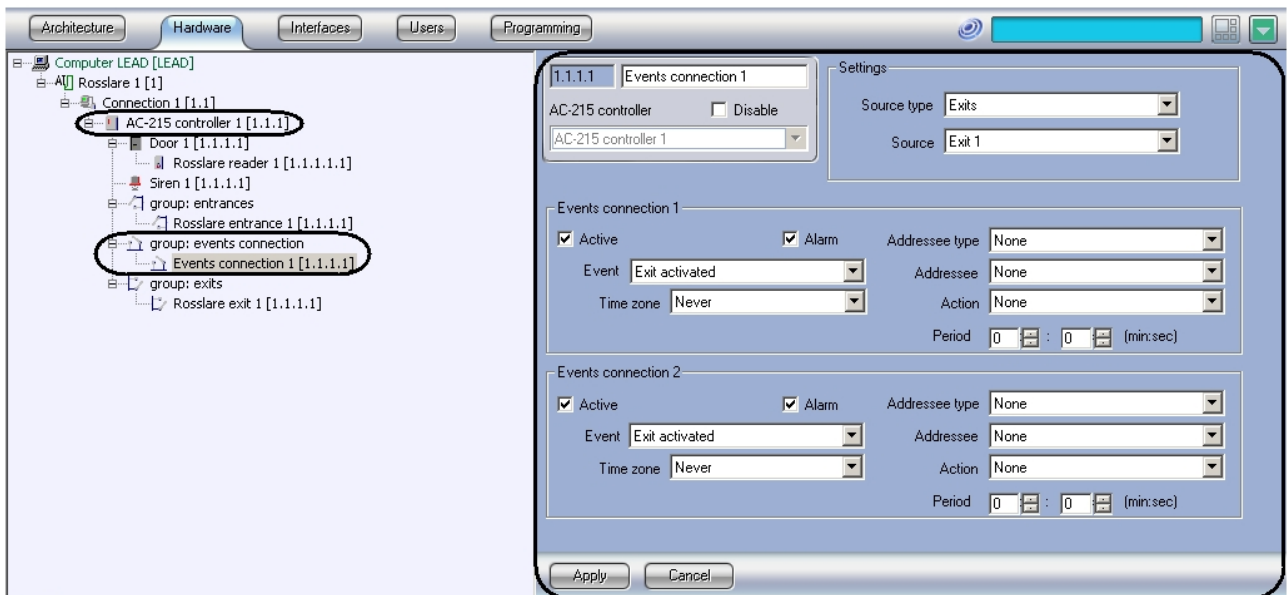 Architecture Hardware Interfaces Users Programming
Computer LEAD [LEAD]
Rosslare 1 [1]
Connection 1 [1.1]
AC-215 controller 1 [1.1.1]
Door 1 [1.1.1.1]
Rosslare reader 1 [1.1.1.1.1]
Siren 1 [1.1.1.1]
group: entrances
Rosslare entrance 1 [1.1.1.1]
group: events connection
Events connection 1 [1.1.1.1]
group: exits
Rosslare exit 1 [1.1.1.1]
1.1.1.1 Events connection 1
AC-215 controller Disable
AC-215 controller 1
Settings
Source type Exits
Source Exit 1
Events connection 1
Active Alarm Addressee type None
Event Exit activated Addressee None
Time zone Never Action None
Period 0 : 0 (min:sec)
Events connection 2
Active Alarm Addressee type None
Event Exit activated Addressee None
Time zone Never Action None
Period 0 : 0 (min:sec)
Apply Cancel